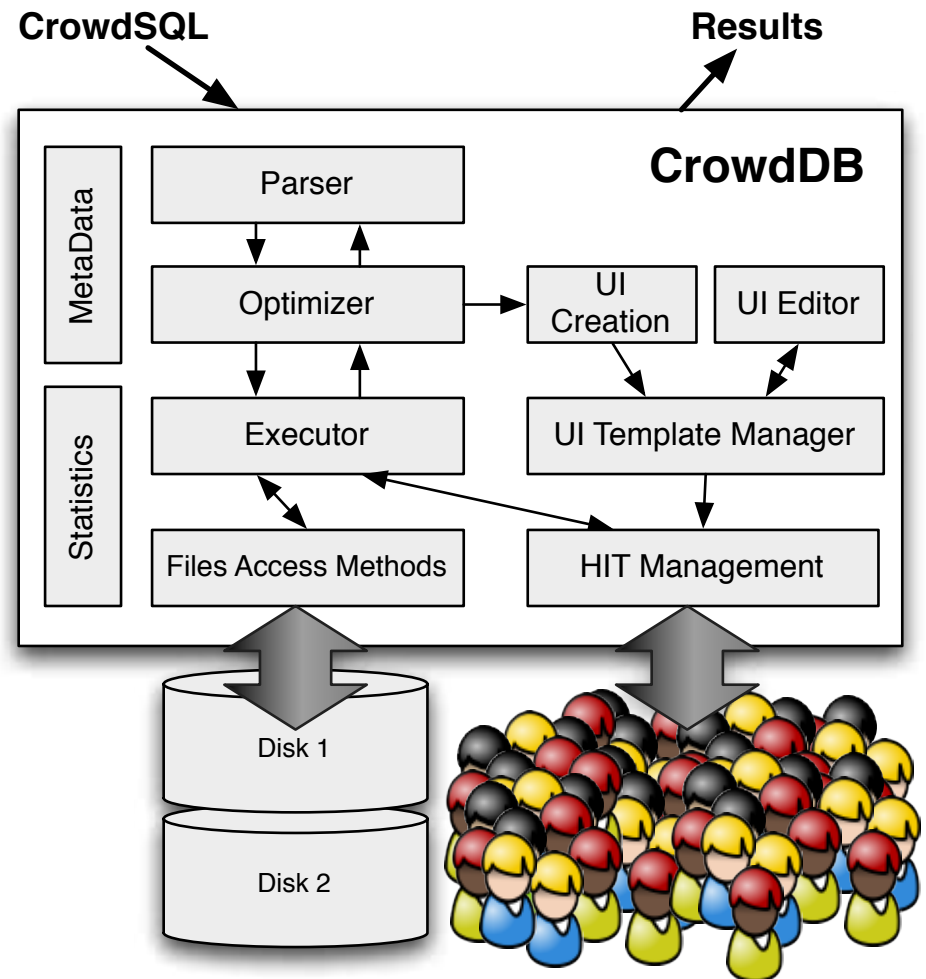 CrowdSQL
Results
CrowdDB
MetaData
Statistics
Parser
Optimizer
UI
Creation
UI Editor
Executor
UI Template Manager
Files Access Methods
HIT Management
Disk 1
Disk 2